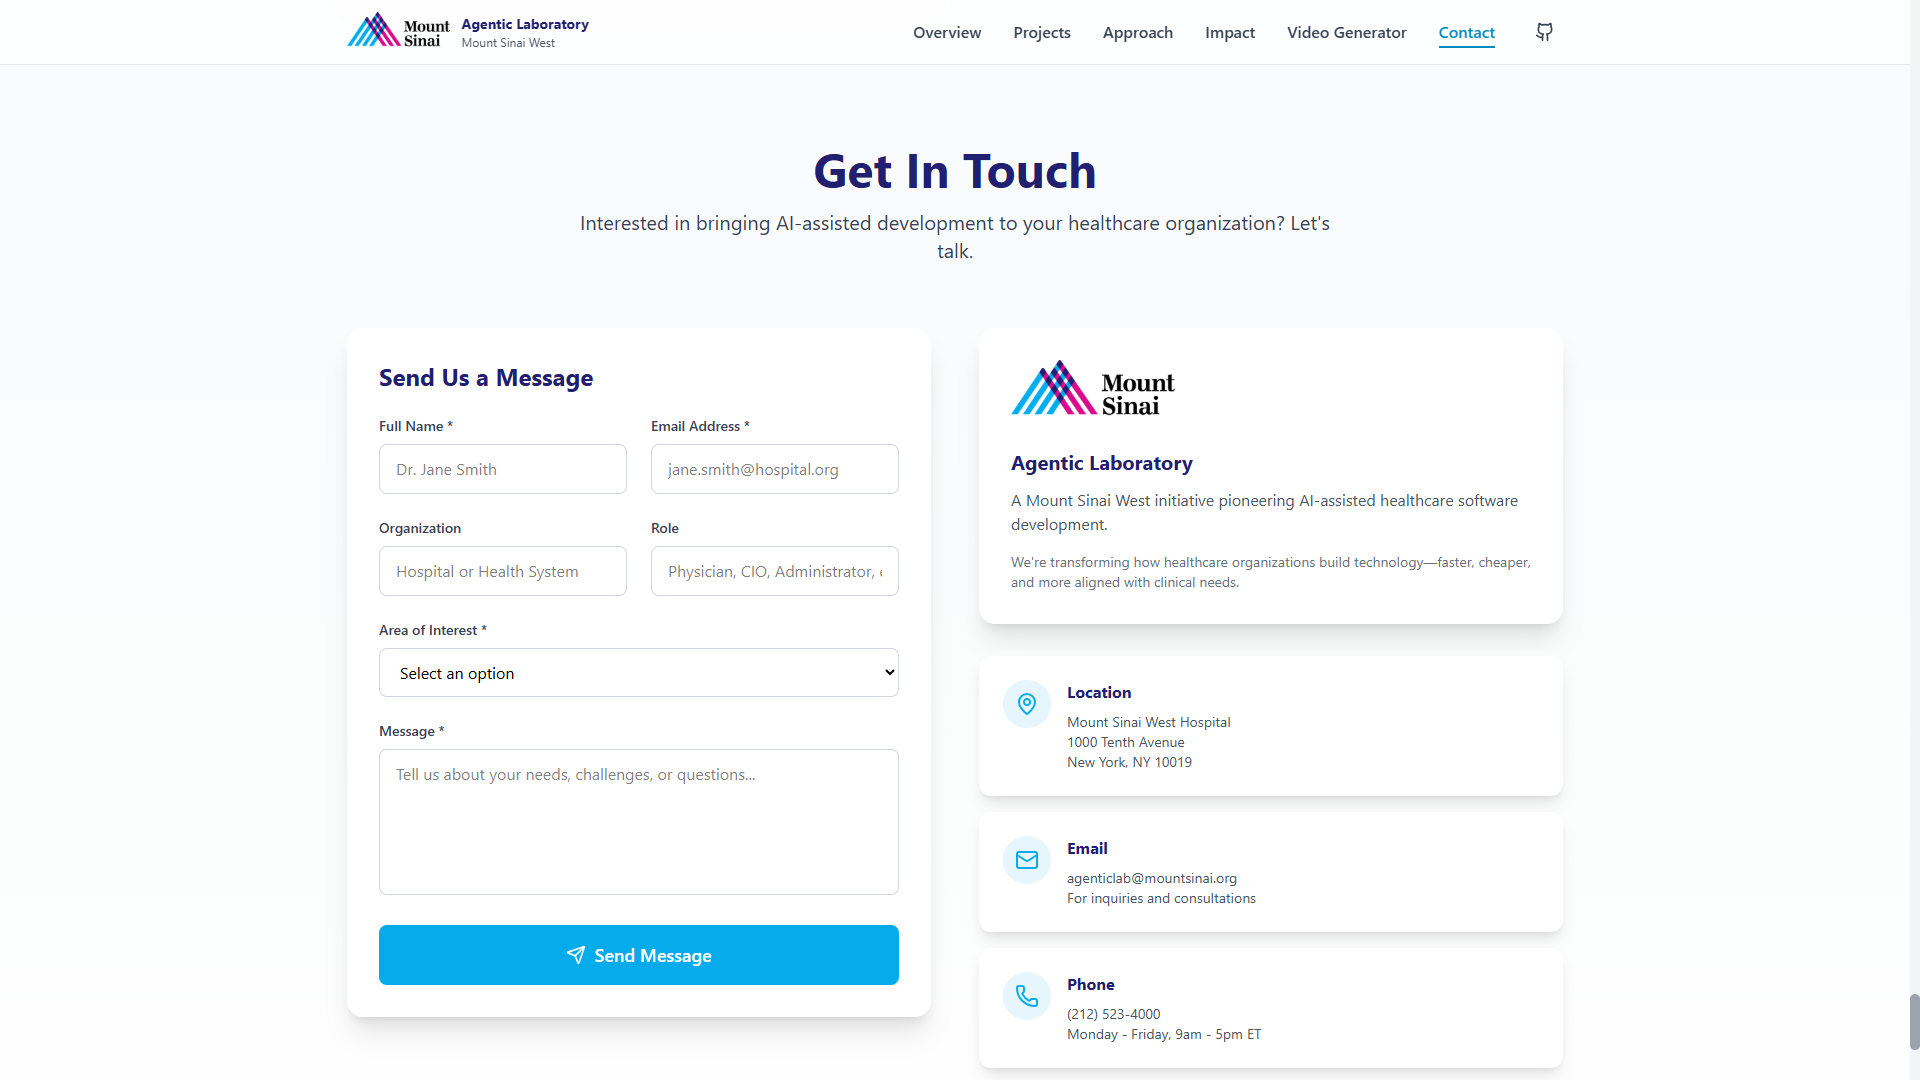 Mount
Sinai
Agentic Laboratory
Mount Sinai West
Overview
Projects
Approach
Impact
Video Generator
Contact
Get In Touch
Interested in bringing AI-assisted development to your healthcare organization? Let's
talk.
Send Us a Message
Full Name *
Email Address *
Dr. Jane Smith
jane.smith@hospital.org
Organization
Role
Hospital or Health System
Physician, CIO, Administrator,
Area of Interest *
Select an option
Message *
Tell us about your needs, challenges, or questions...
Send Message
Mount
Sinai
Agentic Laboratory
A Mount Sinai West initiative pioneering AI-assisted healthcare software
development.
We're transforming how healthcare organizations build technology—faster, cheaper,
and more aligned with clinical needs.
Location
Mount Sinai West Hospital
1000 Tenth Avenue
New York, NY 10019
Email
agenticlab@mountsinai.org
For inquiries and consultations
Phone
(212) 523-4000
Monday - Friday, 9am - 5pm ET